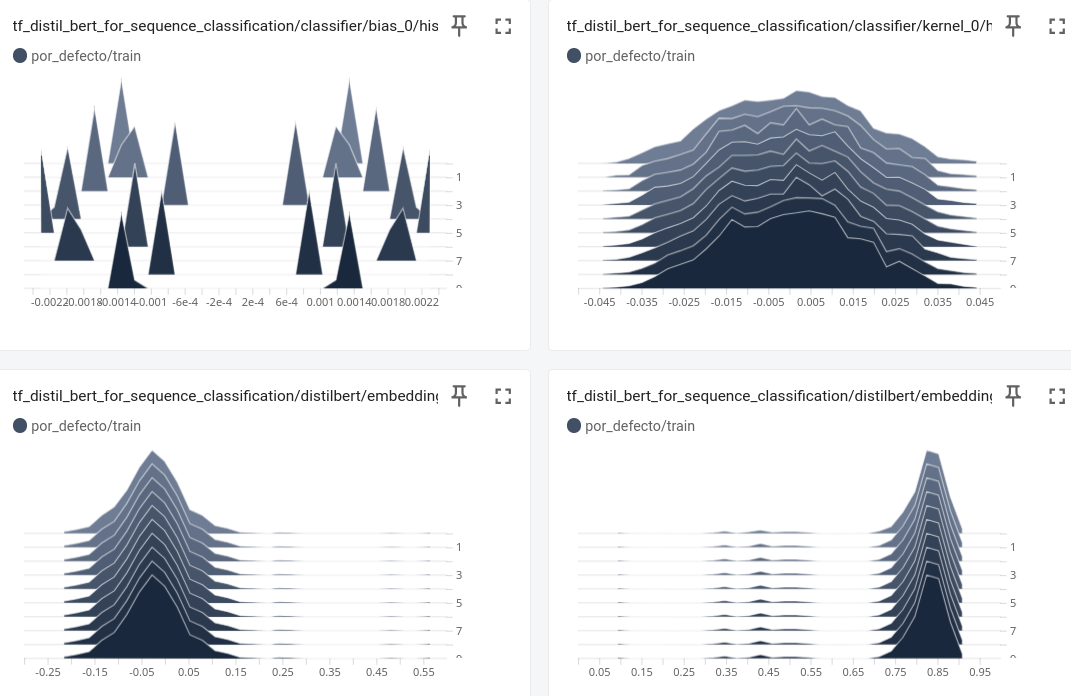 tf_distil_bert_for_sequence_classification/classifier/bias_0/his
por_defecto/train
1
3
5
7
-0.0022 0.0018 -0.0014 -0.001 -6e-4 -2e-4 2e-4 6e-4 0.001 0.0014 0.0018 0.0022
tf_distil_bert_for_sequence_classification/classifier/kernel_0/h
por_defecto/train
1
3
5
7
-0.045 -0.035 -0.025 -0.015 -0.005 0.005 0.015 0.025 0.035 0.045
tf_distil_bert_for_sequence_classification/distilbert/embedding
por_defecto/train
1
3
5
7
-0.25 -0.15 -0.05 0.05 0.15 0.25 0.35 0.45 0.55
tf_distil_bert_for_sequence_classification/distilbert/embedding
por_defecto/train
1
3
5
7
0.05 0.15 0.25 0.35 0.45 0.55 0.65 0.75 0.85 0.95